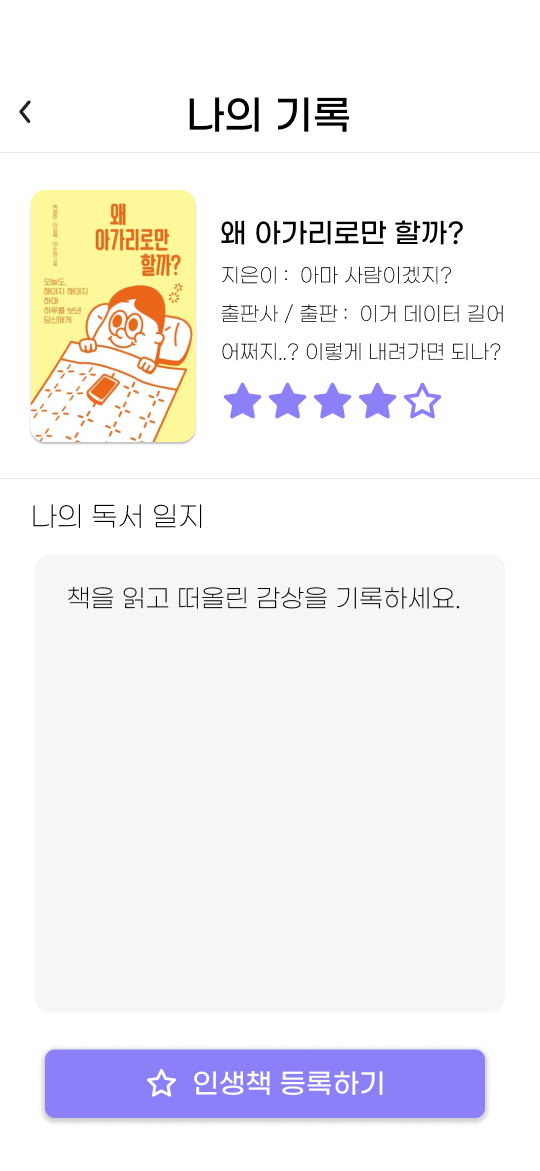 나의 기록
왜
아가리로만
할까?
오늘도,
해야지 해야지
하며
하루를 보낸
당신에게
왜 아가리로만 할까?
지은이 : 아마 사람이겠지?
출판사 / 출판 : 이거 데이터 길어
어쩌지..? 이렇게 내려가면 되나?
나의 독서 일지
책을 읽고 떠올린 감상을 기록하세요.
인생책 등록하기